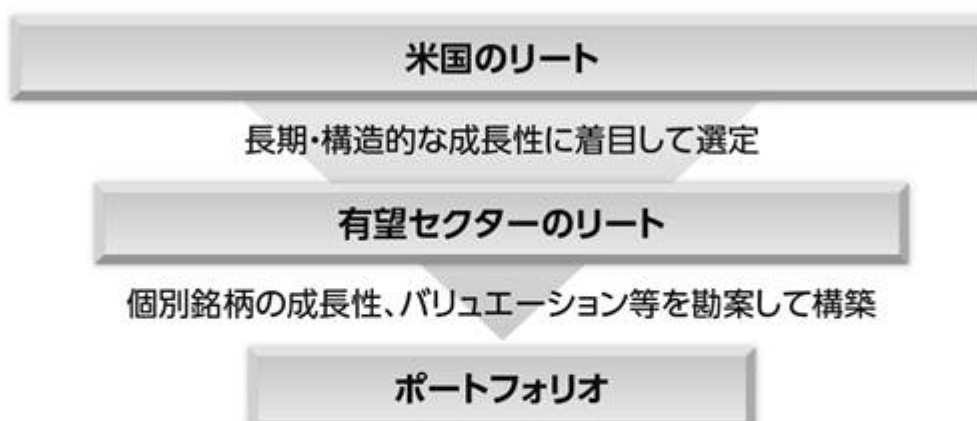 米国のリート
長期・構造的な成長性に着目して選定
有望セクターのリート
個別銘柄の成長性、バリュエーション等を勘案して構築
ポートフォリオ